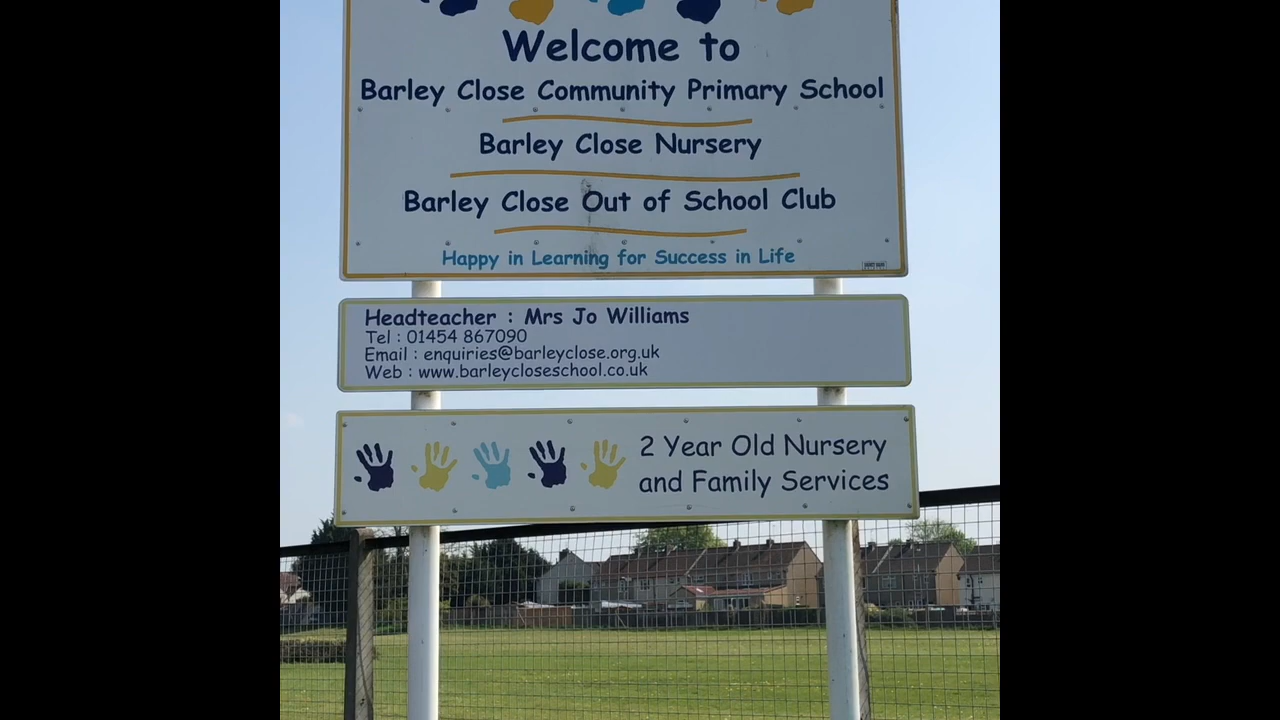 Welcome to
Barley Close Community Primary School
Barley Close Nursery
Barley Close Out of School Club
Happy in Learning for Success in Life
Headteacher : Mrs Jo Williams
Tel : 01454 867090
Email : enquiries@barleyclose.org.uk
Web : www.barleycloseschool.co.uk
2 Year Old Nursery
and Family Services